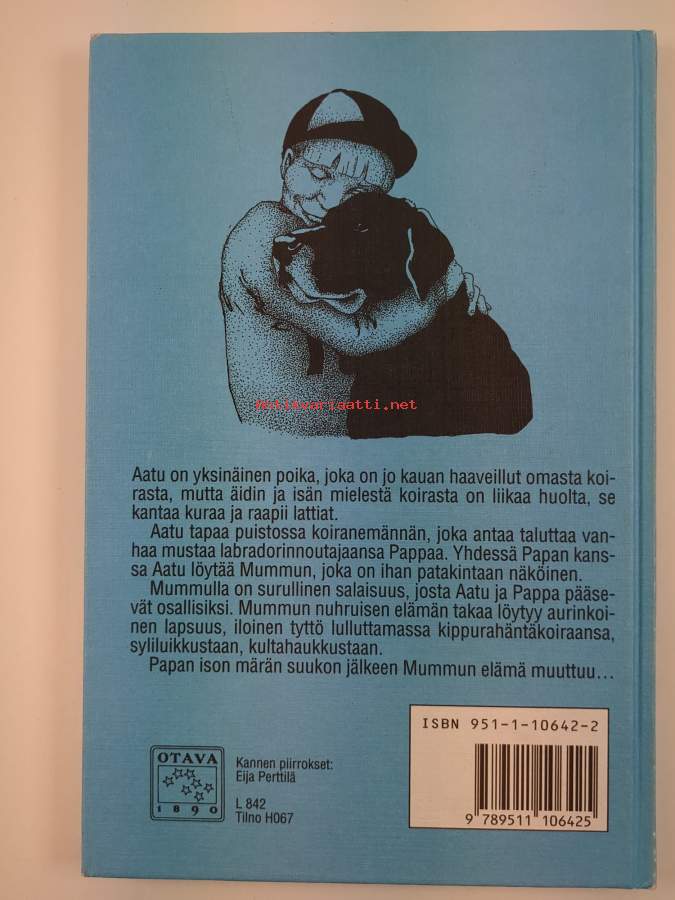 Antikvariaatti.net
Aatu on yksinäinen poika, joka on jo kauan haaveillut omasta koi-
rasta, mutta äidin ja isän mielestä koirasta on liikaa huolta, se
kantaa kuraa ja raapii lattiat.
Aatu tapaa puistossa koiranemännän, joka antaa taluttaa van-
haa mustaa labradorinnoutajaansa Pappaa. Yhdessä Papan kans-
sa Aatu löytää Mummun, joka on ihan patakintaan näköinen.
Mummulla on surullinen salaisuus, josta Aatu ja Pappa pääse-
vät osallisiksi. Mummun nuhruisen elämän takaa löytyy aurinkoi-
nen lapsuus, iloinen tyttö lulluttamassa kippurahäntäkoiraansa,
syliluikkustaan, kultahaukkustaan.
Papan ison märän suukon jälkeen Mummun elämä muuttuu...
ISBN 951-1-10642-2
9 789511 106425
OTAVA
1890
Kannen piirrokset:
Eija Perttilä
L 842
Tilno H067